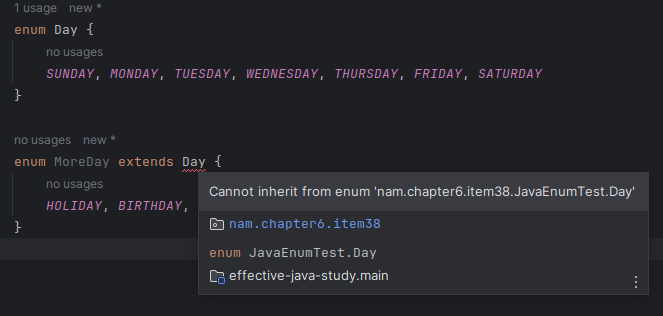 1 usage new *
enum Day {
no usages
SUNDAY, MONDAY, TUESDAY, WEDNESDAY, THURSDAY, FRIDAY, SATURDAY
}
no usages new *
enum MoreDay extends Day {
no usages
HOLIDAY, BIRTHDAY,
}
Cannot inherit from enum 'nam.chapter6.item38.JavaEnumTest.Day'
nam.chapter6.item38
enum JavaEnumTest.Day
effective-java-study.main